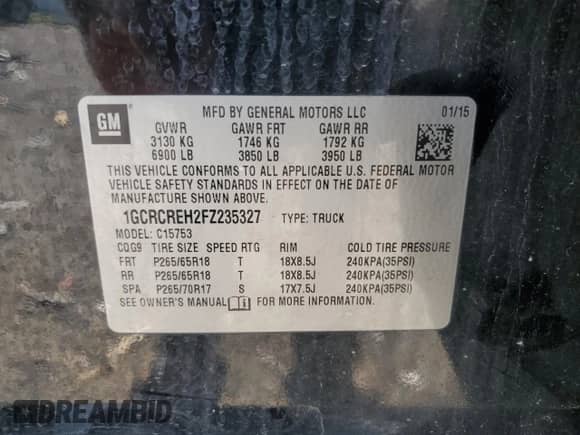 GM
MFD BY GENERAL MOTORS LLC 01/15
GVWR GAWR FRT GAWR RR
3130 KG 1746 KG 1792 KG
6900 LB 3850 LB 3950 LB
THIS VEHICLE CONFORMS TO ALL APPLICABLE U.S. FEDERAL MOTOR
VEHICLE SAFETY STANDARDS IN EFFECT ON THE DATE OF
MANUFACTURE SHOWN ABOVE.
1GCRCREH2FZ235327 TYPE: TRUCK
MODEL: C15753
CQG9 TIRE SIZE SPEED RTG RIM COLD TIRE PRESSURE
FRT P265/65R18 T 18X8.5J 240KPA(35PSI)
RR P265/65R18 T 18X8.5J 240KPA(35PSI)
SPA P265/70R17 S 17X7.5J 240KPA(35PSI)
SEE OWNER'S MANUAL FOR MORE INFORMATION.
DREAMBID